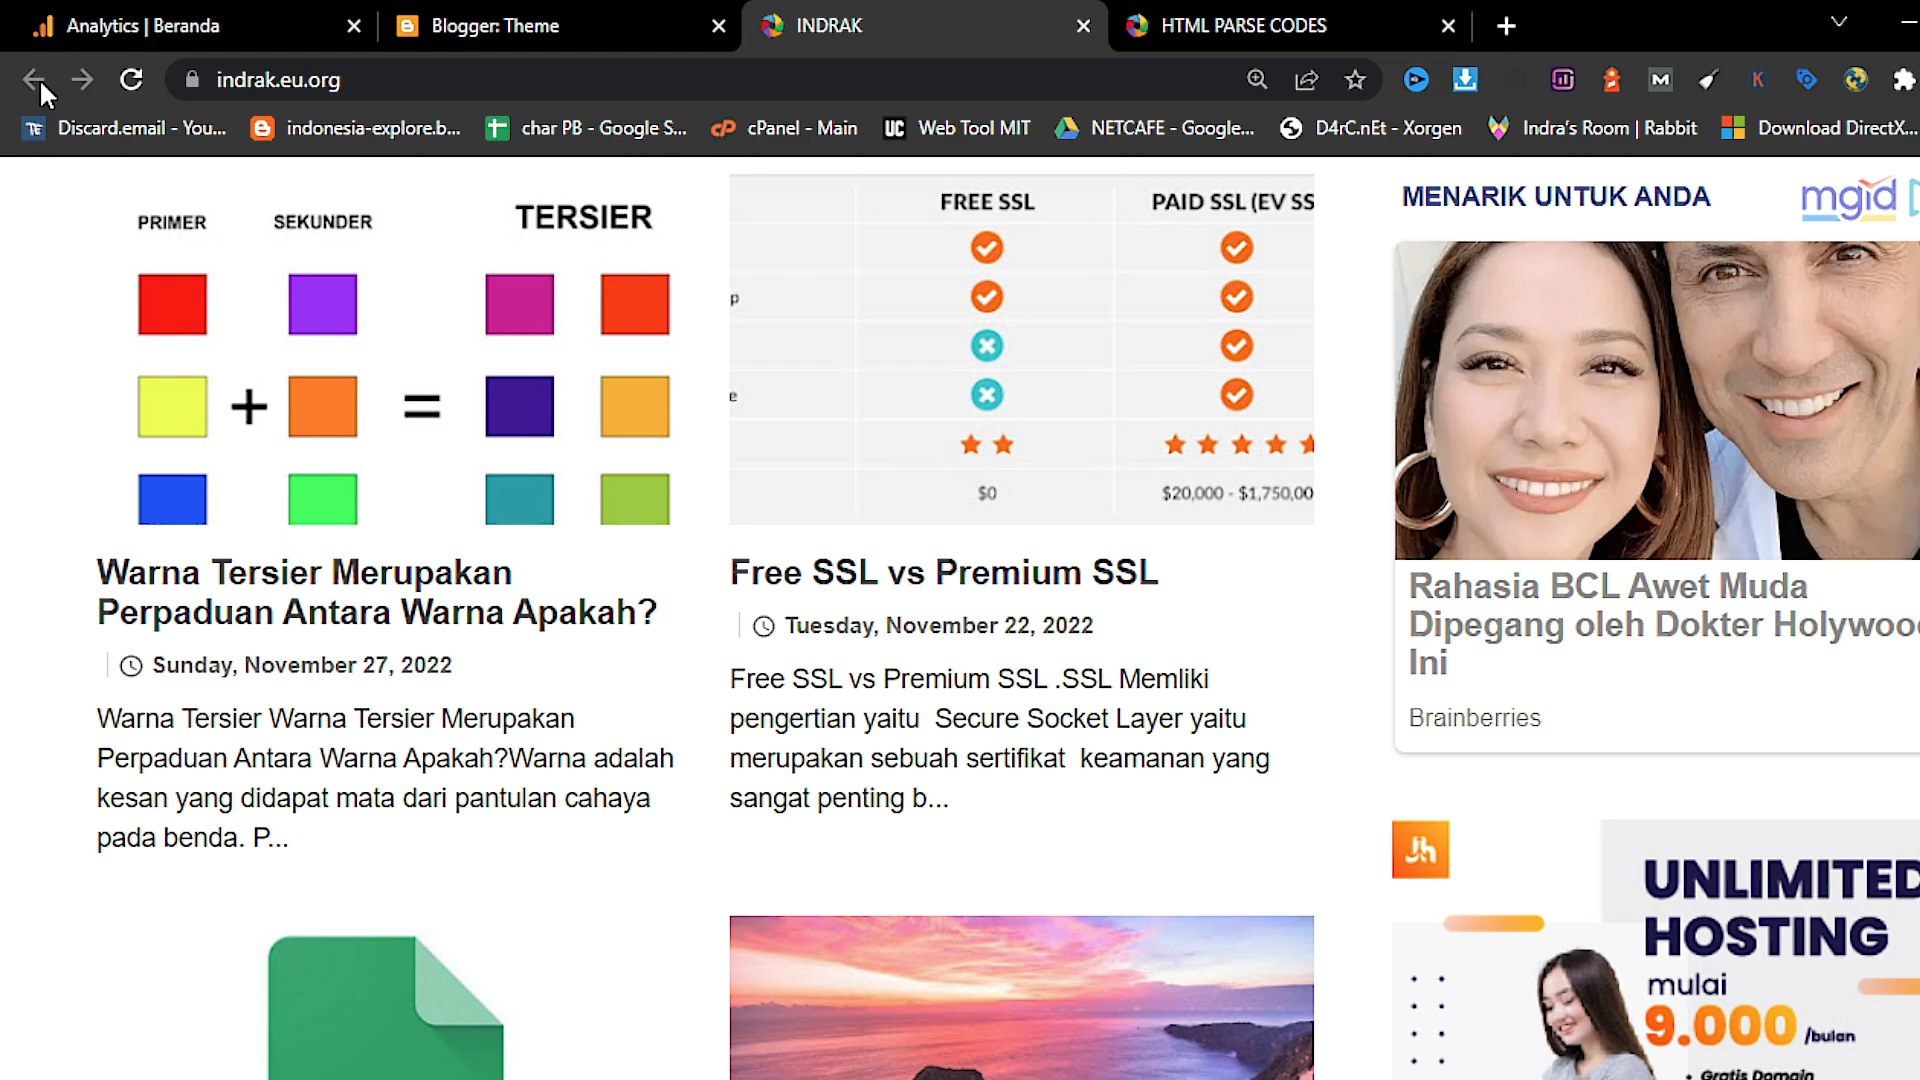 Analytics | Beranda
Blogger: Theme
INDRAK
HTML PARSE CODES
indrak.eu.org
Discard.email - You...
indonesia-explore.b...
char PB - Google S...
cPanel - Main
UC Web Tool MIT
NETCAFE - Google...
D4rC.nEt - Xorgen
Indra's Room | Rabbit
Download DirectX...
PRIMER
SEKUNDER
TERSIER
+
=
FREE SSL
PAID SSL (EV SS
p
e
$0
$20,000 - $1,750,00
MENARIK UNTUK ANDA
mgid
Warna Tersier Merupakan
Perpaduan Antara Warna Apakah?
Sunday, November 27, 2022
Warna Tersier Warna Tersier Merupakan
Perpaduan Antara Warna Apakah?Warna adalah
kesan yang didapat mata dari pantulan cahaya
pada benda. P...
Free SSL vs Premium SSL
Tuesday, November 22, 2022
Free SSL vs Premium SSL .SSL Memliki
pengertian yaitu  Secure Socket Layer yaitu
merupakan sebuah sertifikat  keamanan yang
sangat penting b...
Rahasia BCL Awet Muda
Dipegang oleh Dokter Holywoo
Ini
Brainberries
Jh
UNLIMITED
HOSTING
mulai
9.000 /bulan
• Gratis Domain